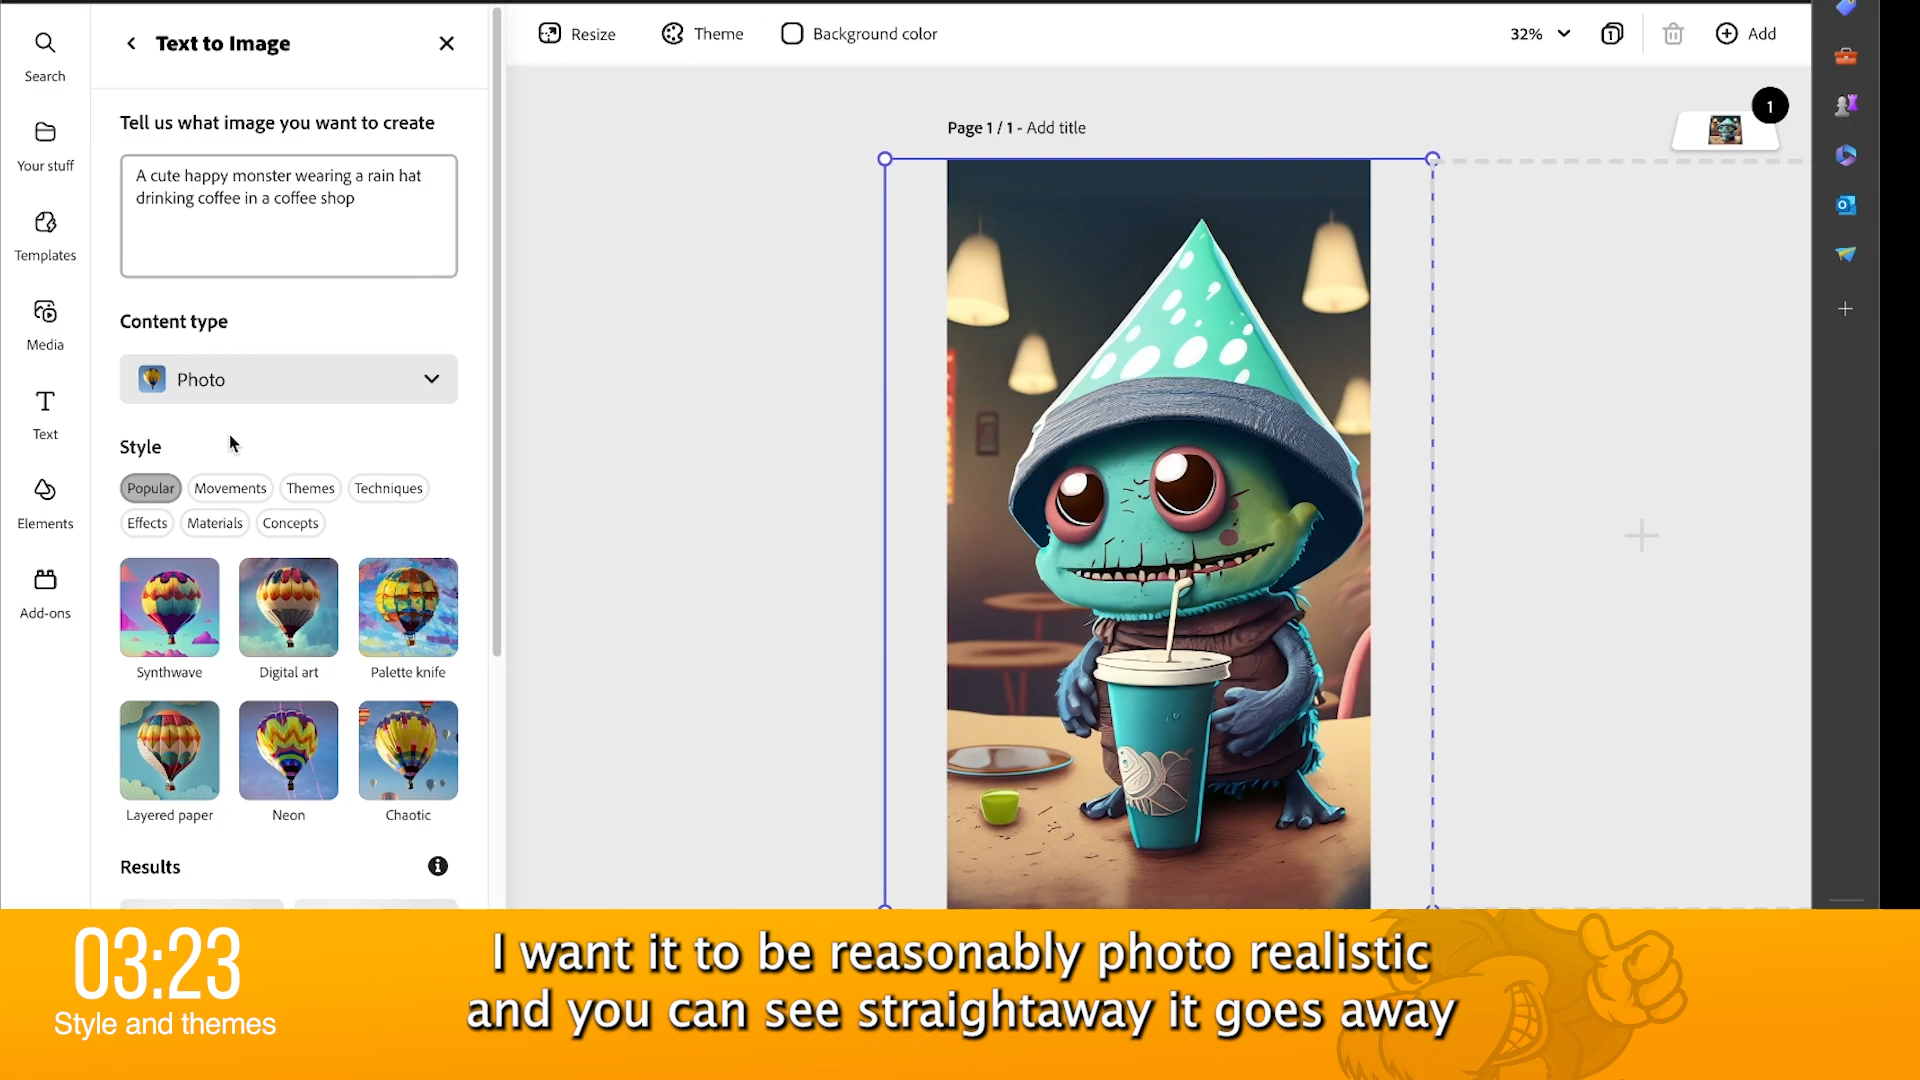 Text to Image
Search
Your stuff
Templates
Media
Text
Elements
Add-ons
Tell us what image you want to create
A cute happy monster wearing a rain hat
drinking coffee in a coffee shop
Content type
Photo
Style
Popular
Movements
Themes
Techniques
Effects
Materials
Concepts
Synthwave
Digital art
Palette knife
Layered paper
Neon
Chaotic
Results
Resize
Theme
Background color
32%
1
Add
Page 1 / 1 - Add title
1
03:23
Style and themes
I want it to be reasonably photo realistic
and you can see straightaway it goes away